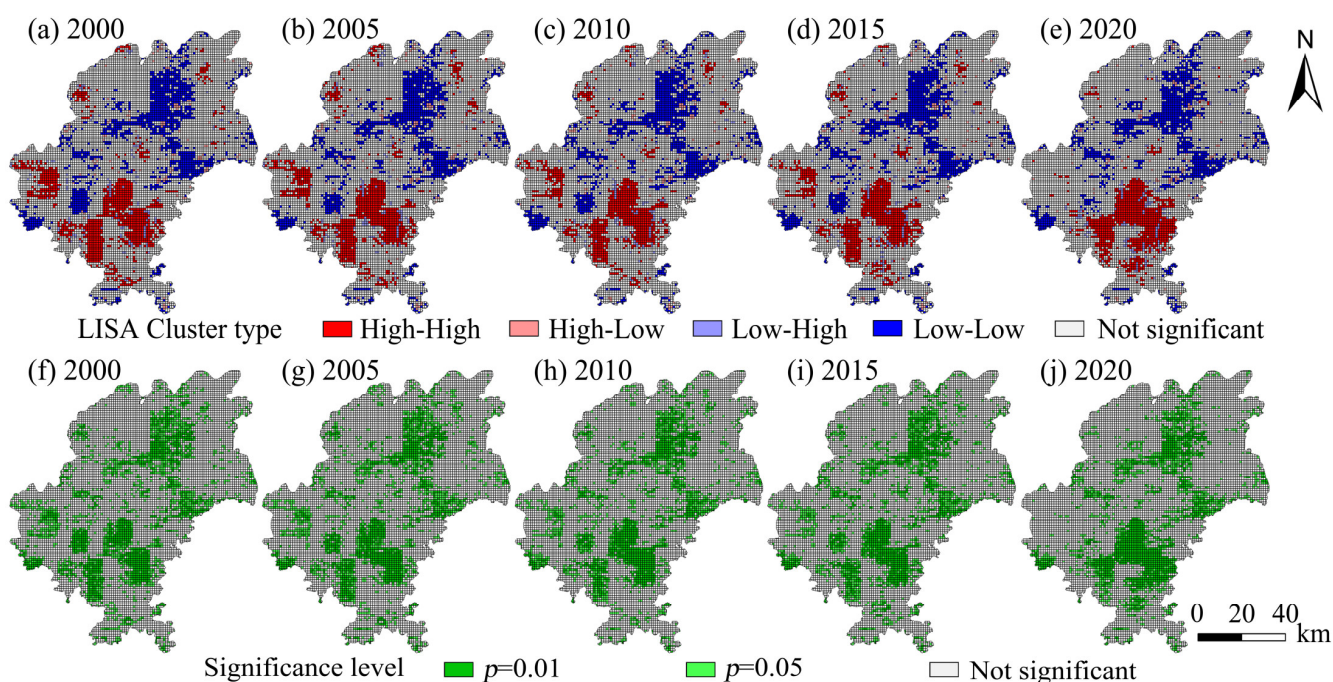 (a) 2000 (b) 2005 (c) 2010 (d) 2015 (e) 2020
N
LISA Cluster type High-High High-Low Low-High Low-Low Not significant
(f) 2000 (g) 2005 (h) 2010 (i) 2015 (j) 2020
0 20 40
km
Significance level p=0.01 p=0.05 Not significant